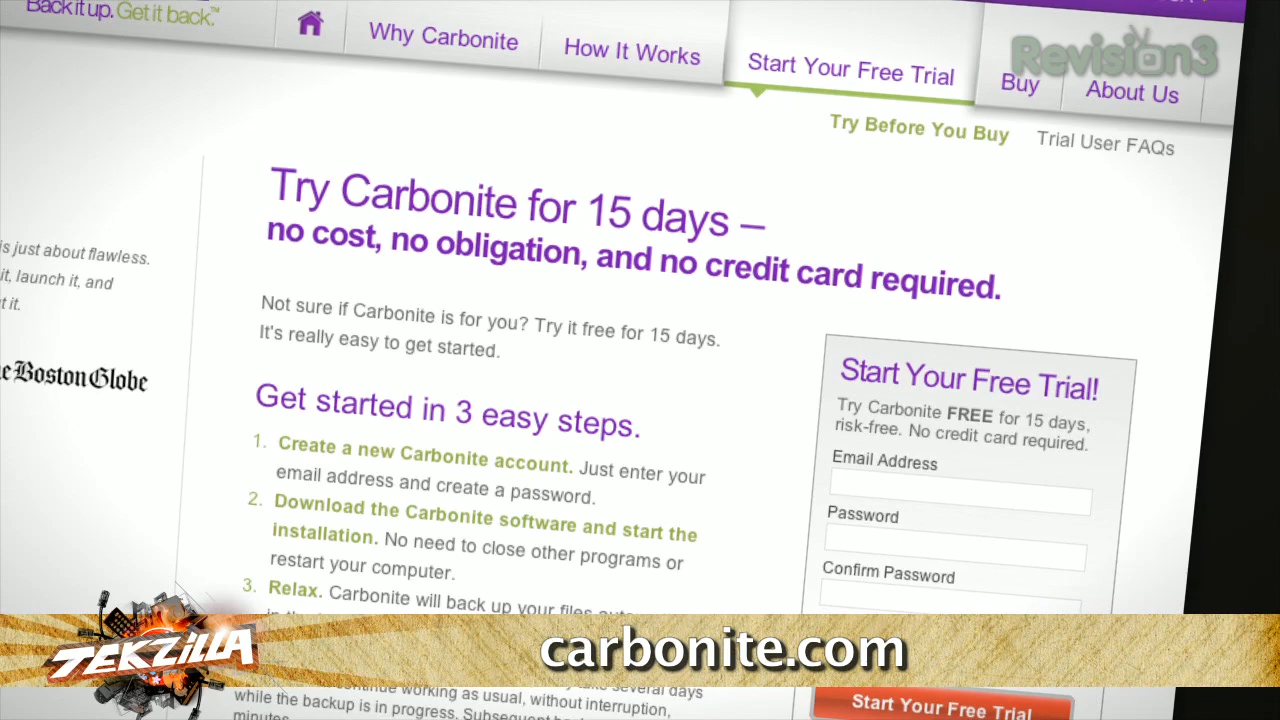 Back it up. Get it back.™
Why Carbonite
How It Works
Start Your Free Trial
Buy
About Us
Revision3
Try Before You Buy
Trial User FAQs
Try Carbonite for 15 days –
no cost, no obligation, and no credit card required.
is just about flawless.
it, launch it, and
it.
Boston Globe
Not sure if Carbonite is for you? Try it free for 15 days.
It's really easy to get started.
Get started in 3 easy steps.
1. Create a new Carbonite account. Just enter your
email address and create a password.
2. Download the Carbonite software and start the
installation. No need to close other programs or
restart your computer.
3. Relax. Carbonite will back up your files
Start Your Free Trial!
Try Carbonite FREE for 15 days,
risk-free. No credit card required.
Email Address
Password
Confirm Password
TEKZILLA
carbonite.com
working as usual, without interruption,
several days
while the backup is in progress.
minutes.
Start Your Free Trial